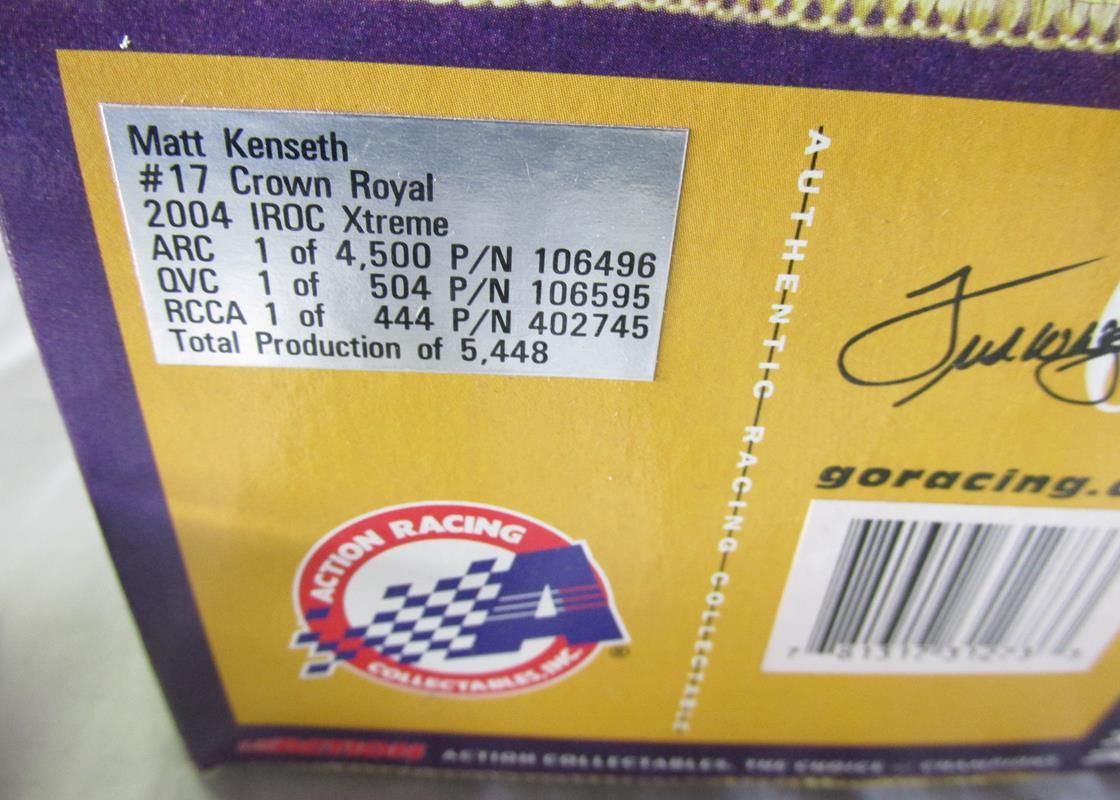 Matt Kenseth
#17 Crown Royal
2004 IROC Xtreme
ARC 1 of 4,500 P/N 106496
QVC 1 of 504 P/N 106595
RCCA 1 of 444 P/N 402745
Total Production of 5,448
AUTHENTIC RACING COLLECTABLE
goracing.
ACTION RACING
A
COLLECTABLES, INC.
®
ACTION COLLECTABLES, THE CHOICE